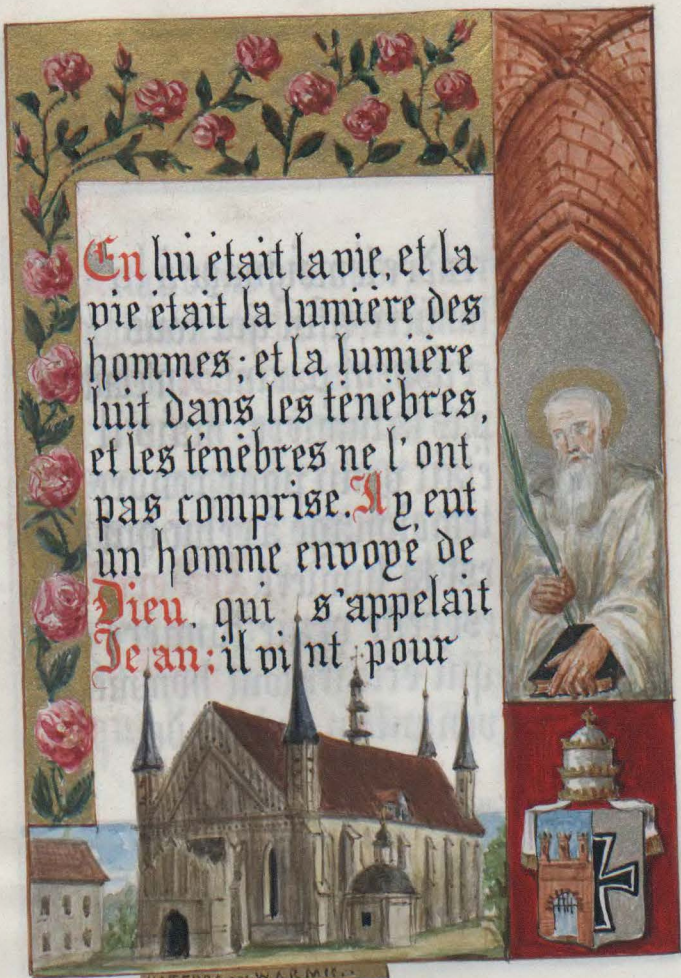 En lui était la vie, et la
vie était la lumière des
hommes; et la lumière
luit dans les ténèbres,
et les ténèbres ne l'ont
pas comprise. Il y eut
un homme envoyé de
Dieu, qui s'appelait
Jean; il vint pour